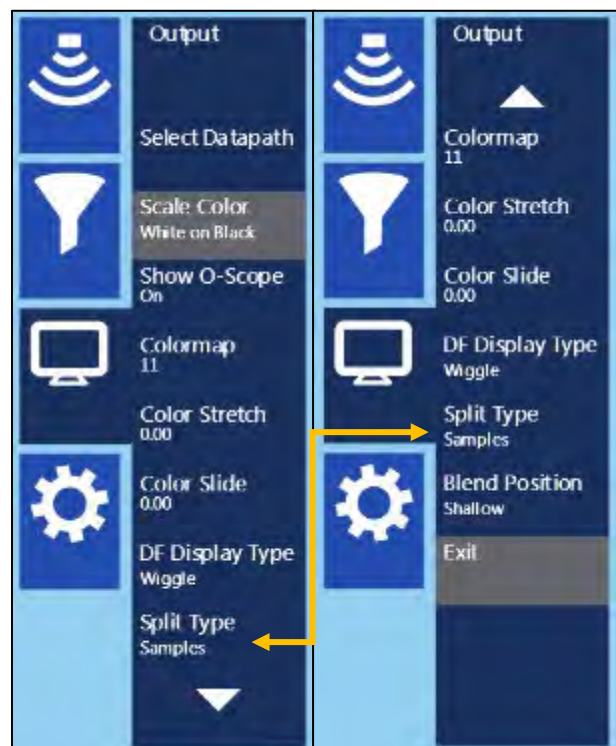 Output
Select Datapath
Scale Color
White on Black
Show O-Scope
On
Colormap
11
Color Stretch
0.00
Color Slide
0.00
DF Display Type
Wiggle
Split Type
Samples
Output
Colormap
11
Color Stretch
0.00
Color Slide
0.00
DF Display Type
Wiggle
Split Type
Samples
Blend Position
Shallow
Exit